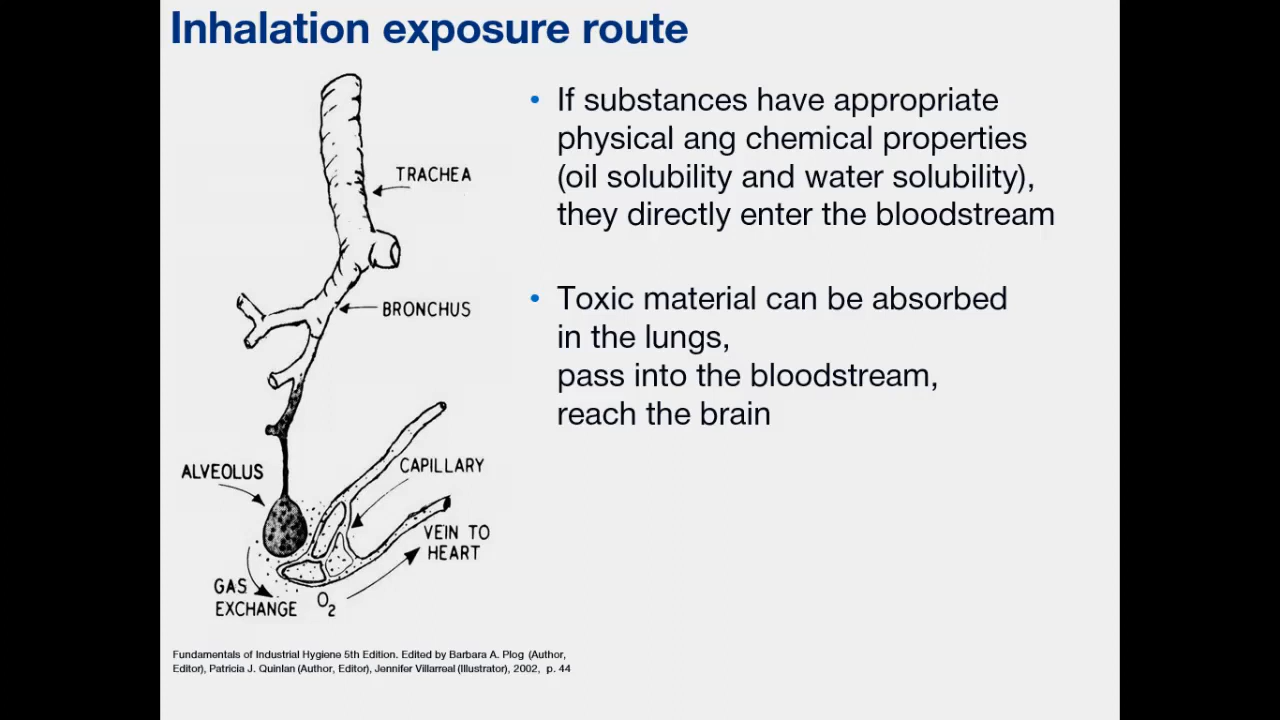 Inhalation exposure route
TRACHEA
BRONCHUS
ALVEOLUS
CAPILLARY
VEIN TO
HEART
GAS
EXCHANGE
O2
• If substances have appropriate
physical ang chemical properties
(oil solubility and water solubility),
they directly enter the bloodstream
• Toxic material can be absorbed
in the lungs,
pass into the bloodstream,
reach the brain
Fundamentals of Industrial Hygiene 5th Edition. Edited by Barbara A. Plog (Author,
Editor), Patricia J. Quinlan (Author, Editor), Jennifer Villarreal (Illustrator), 2002, p. 44